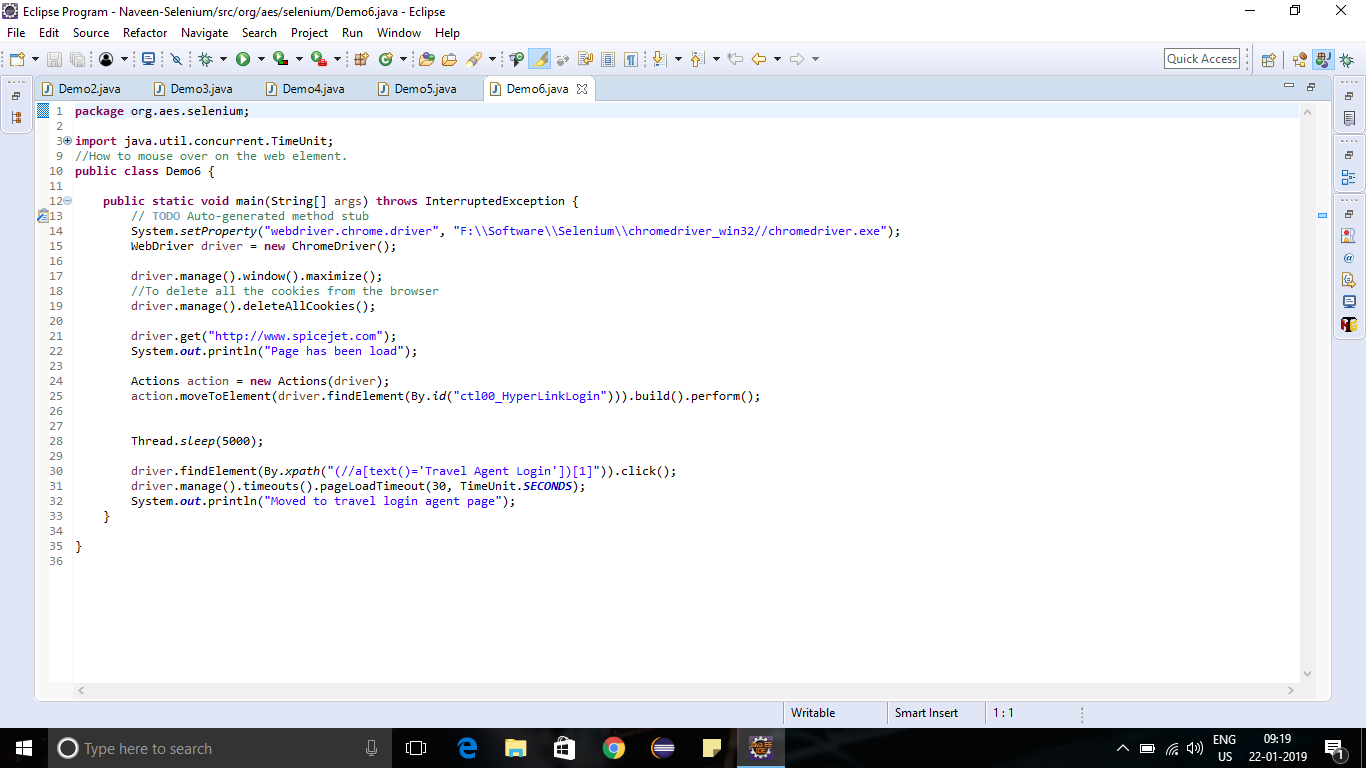 Eclipse Program - Naveen-Selenium/src/org/aes/selenium/Demo6.java - Eclipse
File Edit Source Refactor Navigate Search Project Run Window Help
Quick Access
Demo2.java Demo3.java Demo4.java Demo5.java Demo6.java
1 package org.aes.selenium;
2
3 import java.util.concurrent.TimeUnit;
9 //How to mouse over on the web element.
10 public class Demo6 {
11
12     public static void main(String[] args) throws InterruptedException {
13         // TODO Auto-generated method stub
14         System.setProperty("webdriver.chrome.driver", "F:\\Software\\Selenium\\chromedriver_win32//chromedriver.exe");
15         WebDriver driver = new ChromeDriver();
16
17         driver.manage().window().maximize();
18         //To delete all the cookies from the browser
19         driver.manage().deleteAllCookies();
20
21         driver.get("http://www.spicejet.com");
22         System.out.println("Page has been load");
23
24         Actions action = new Actions(driver);
25         action.moveToElement(driver.findElement(By.id("ctl00_HyperLinkLogin"))).build().perform();
26
27
28         Thread.sleep(5000);
29
30         driver.findElement(By.xpath("(//a[text()='Travel Agent Login'])[1]")).click();
31         driver.manage().timeouts().pageLoadTimeout(30, TimeUnit.SECONDS);
32         System.out.println("Moved to travel login agent page");
33     }
34
35 }
36
Writable Smart Insert 1 : 1
Type here to search
ENG 09:19
US 22-01-2019
1